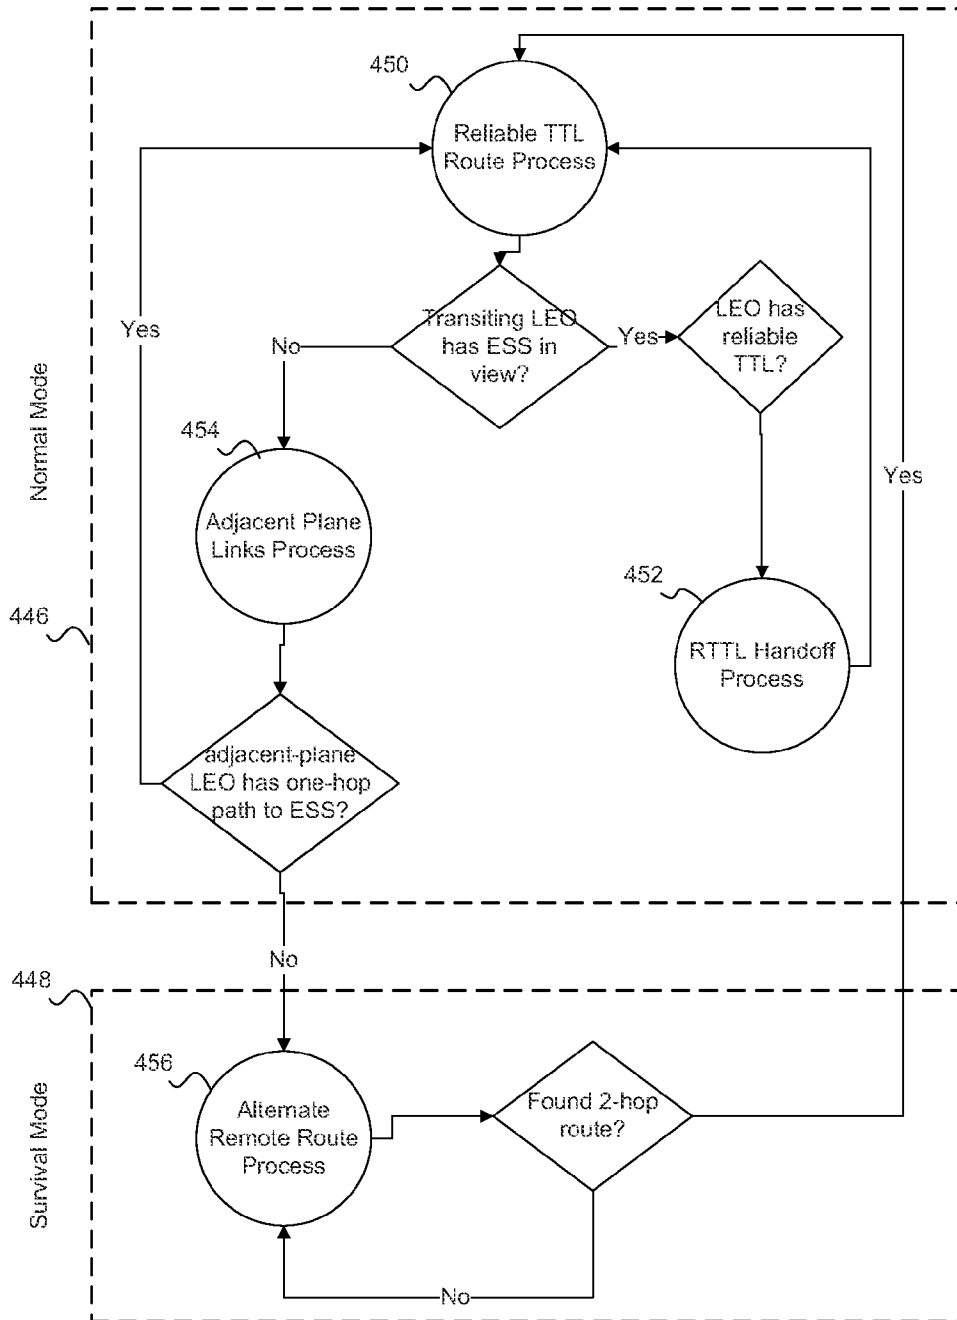 450
Reliable TTL
Route Process
Yes
Transiting LEO
has ESS in
view?
No
Yes
LEO has
reliable
TTL?
Normal Mode
454
Adjacent Plane
Links Process
Yes
452
RTTL Handoff
Process
446
adjacent-plane
LEO has one-hop
path to ESS?
No
448
Survival Mode
456
Alternate
Remote Route
Process
Found 2-hop
route?
No